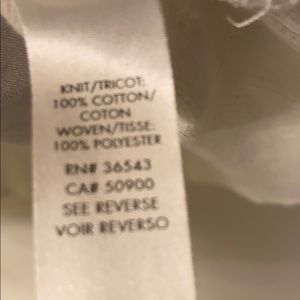 KNIT/TRICOT:
100% COTTON/
COTON
WOVEN/TISSE:
100% POLYESTER
RN# 36543
CA# 50900
SEE REVERSE
VOIR REVERSO